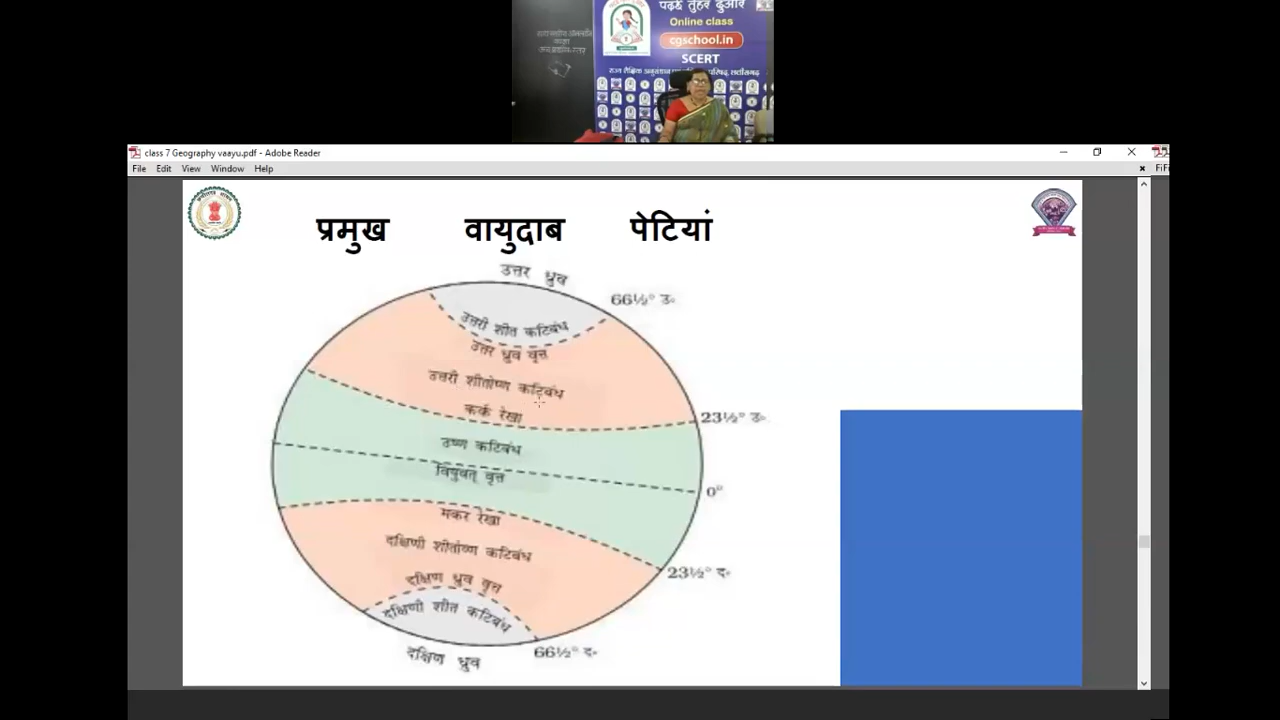 पढ़ई तुंहर दुआर
Online class
cgschool.in
SCERT
class 7 Geography vaayu.pdf - Adobe Reader
File Edit View Window Help
प्रमुख वायुदाब पेटियां
उत्तर ध्रुव
66½° उ॰
उत्तरी शीत कटिबंध
उत्तर ध्रुव वृत्त
उत्तरी शीतोष्ण कटिबंध
कर्क रेखा
23½° उ॰
उष्ण कटिबंध
विषुवत् वृत्त
0°
मकर रेखा
दक्षिणी शीतोष्ण कटिबंध
23½° द॰
दक्षिण ध्रुव वृत्त
दक्षिणी शीत कटिबंध
66½° द॰
दक्षिण ध्रुव